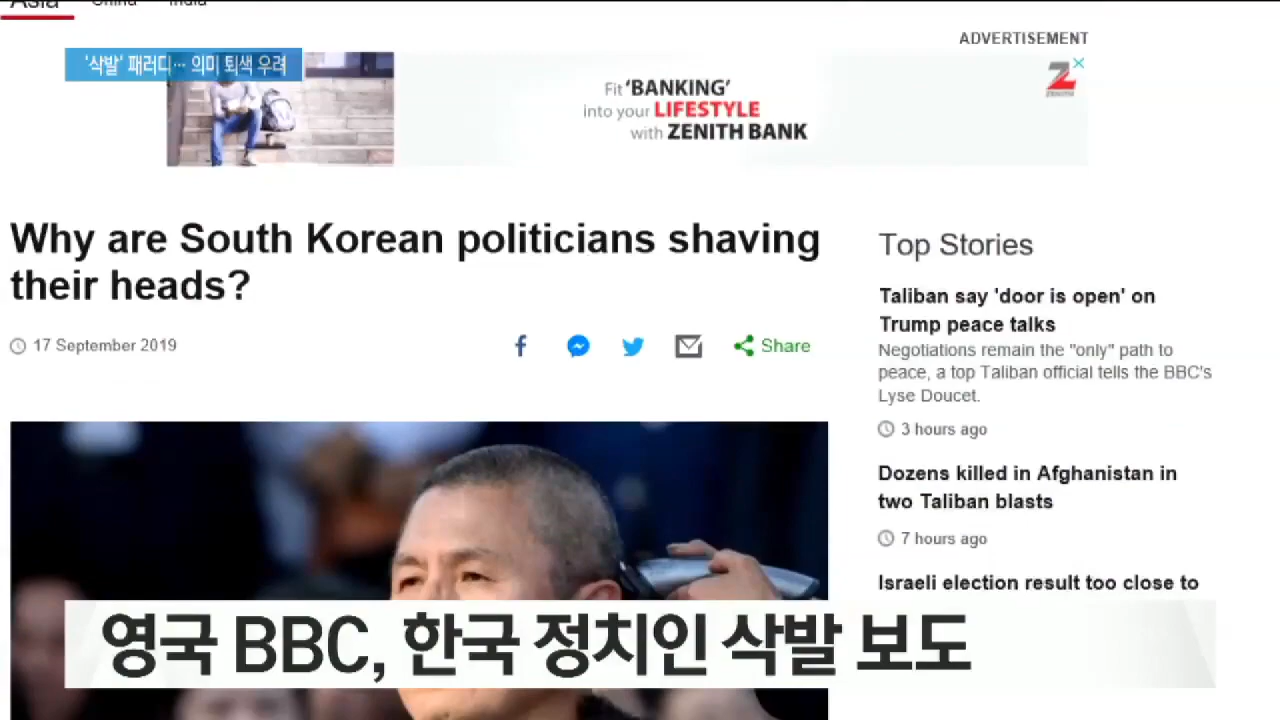 Asia China India
ADVERTISEMENT
'삭발' 패러디… 의미 퇴색 우려
Fit 'BANKING'
into your LIFESTYLE
with ZENITH BANK
ZENITH
Why are South Korean politicians shaving
their heads?
17 September 2019
Share
Top Stories
Taliban say 'door is open' on
Trump peace talks
Negotiations remain the "only" path to
peace, a top Taliban official tells the BBC's
Lyse Doucet.
3 hours ago
Dozens killed in Afghanistan in
two Taliban blasts
7 hours ago
Israeli election result too close to
영국 BBC, 한국 정치인 삭발 보도